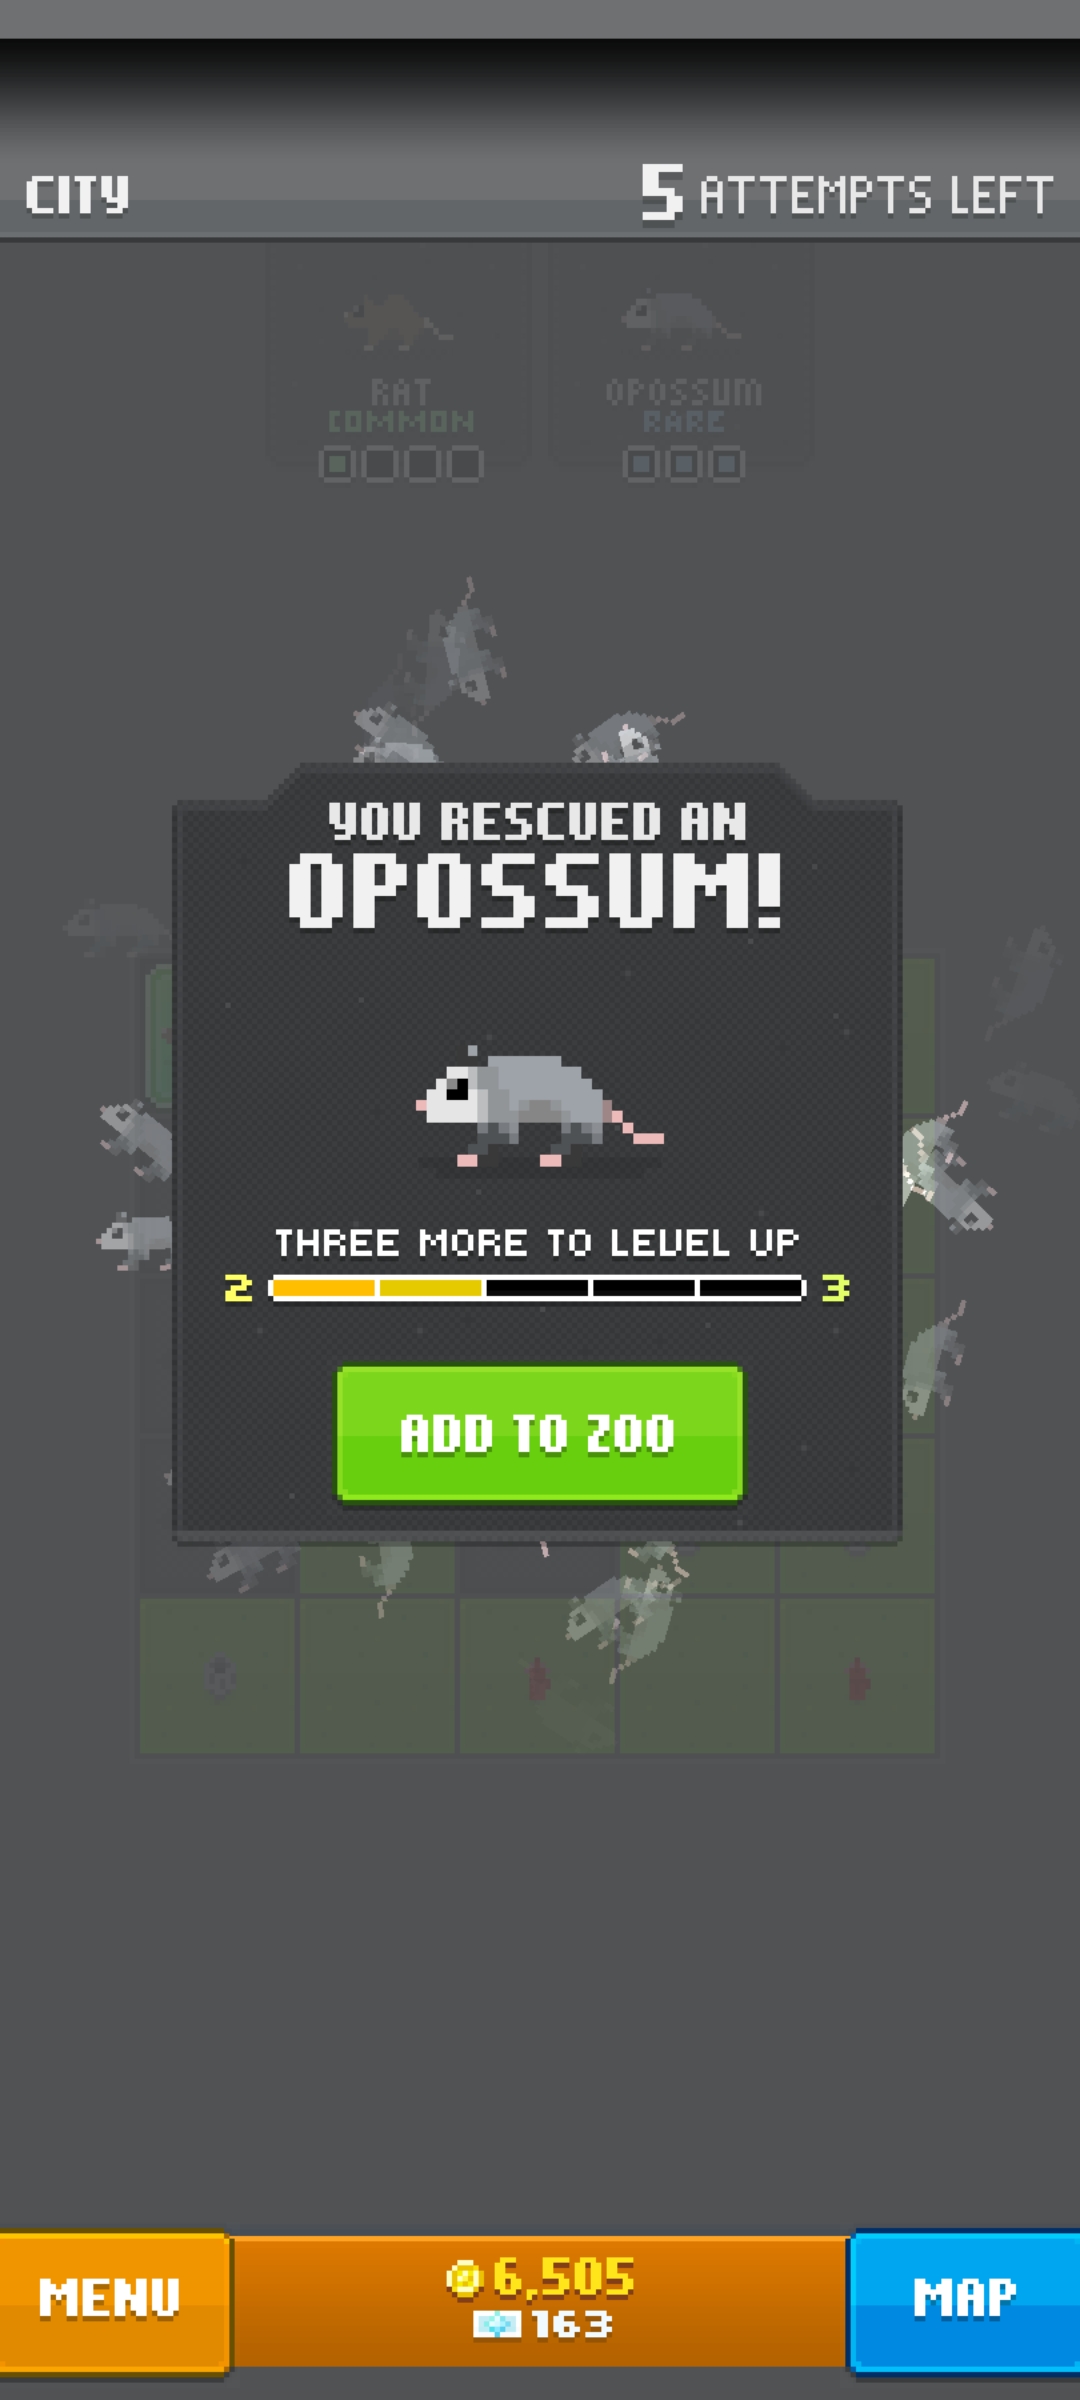 CITY
5 ATTEMPTS LEFT
RAT
COMMON
OPOSSUM
RARE
YOU RESCUED AN
OPOSSUM!
THREE MORE TO LEVEL UP
2
3
ADD TO ZOO
MENU
6,505
163
MAP